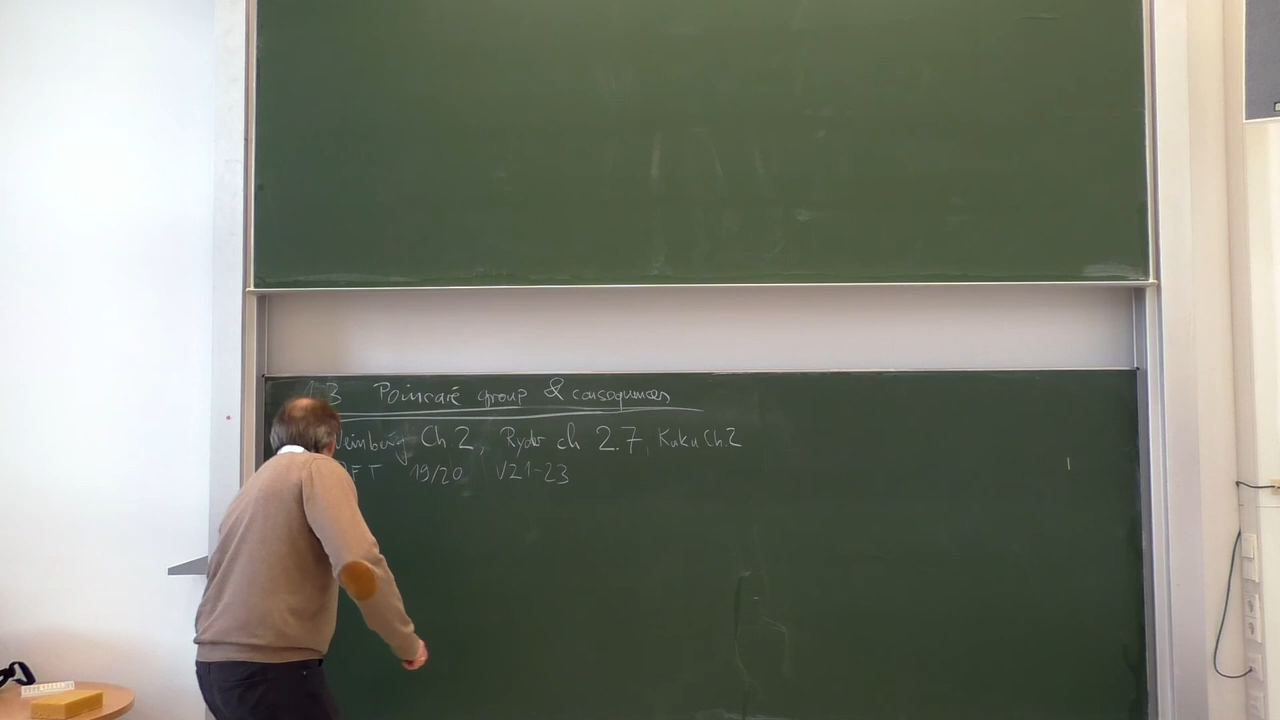 1.3 Poincaré group & consequences
Weinberg Ch 2, Ryder ch 2.7, Kaku Ch.2
QFT 19/20 V21-23